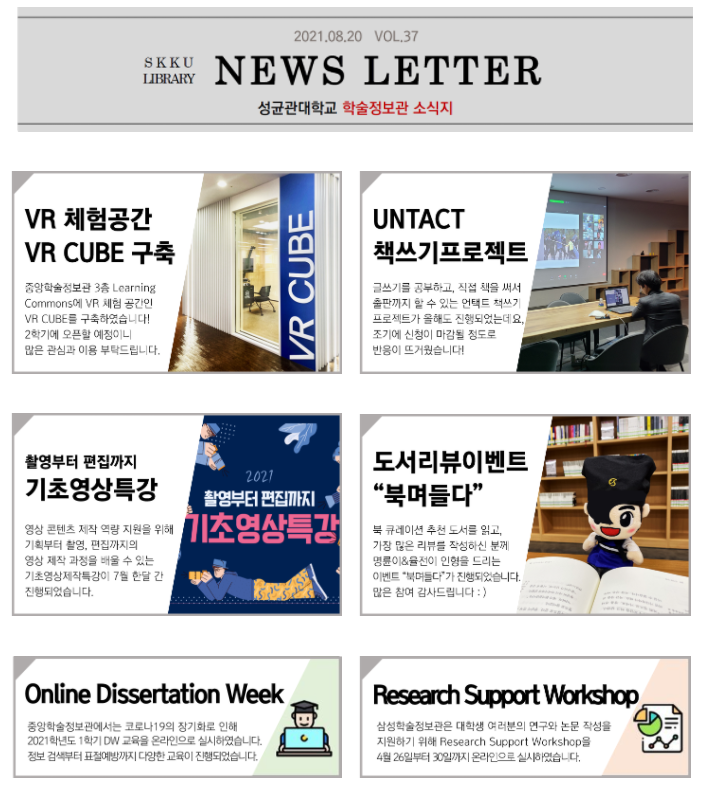 2021.08.20 VOL.37
SKKU
LIBRARY
NEWS LETTER
성균관대학교 학술정보관 소식지
VR 체험공간
VR CUBE 구축
중앙학술정보관 3층 Learning
Commons에 VR 체험 공간인
VR CUBE를 구축하였습니다!
2학기에 오픈할 예정이니
많은 관심과 이용 부탁드립니다.
VR CUBE
UNTACT
책쓰기프로젝트
글쓰기를 공부하고, 직접 책을 써서
출판까지 할 수 있는 언택트 책쓰기
프로젝트가 올해도 진행되었는데요,
조기에 신청이 마감될 정도로
반응이 뜨거웠습니다!
촬영부터 편집까지
기초영상특강
영상 콘텐츠 제작 역량 지원을 위해
기획부터 촬영, 편집까지의
영상 제작 과정을 배울 수 있는
기초영상제작특강이 7월 한달 간
진행되었습니다.
2021
촬영부터 편집까지
기초영상특강
도서리뷰이벤트
“북며들다”
북 큐레이션 추천 도서를 읽고,
가장 많은 리뷰를 작성하신 분께
명륜이&율전이 인형을 드리는
이벤트 “북며들다”가 진행되었습니다.
많은 참여 감사드립니다 : )
Online Dissertation Week
중앙학술정보관에서는 코로나19의 장기화로 인해
2021학년도 1학기 DW 교육을 온라인으로 실시하였습니다.
정보 검색부터 표절예방까지 다양한 교육이 진행되었습니다.
Research Support Workshop
삼성학술정보관은 대학생 여러분의 연구와 논문 작성을
지원하기 위해 Research Support Workshop을
4월 26일부터 30일까지 온라인으로 실시하였습니다.